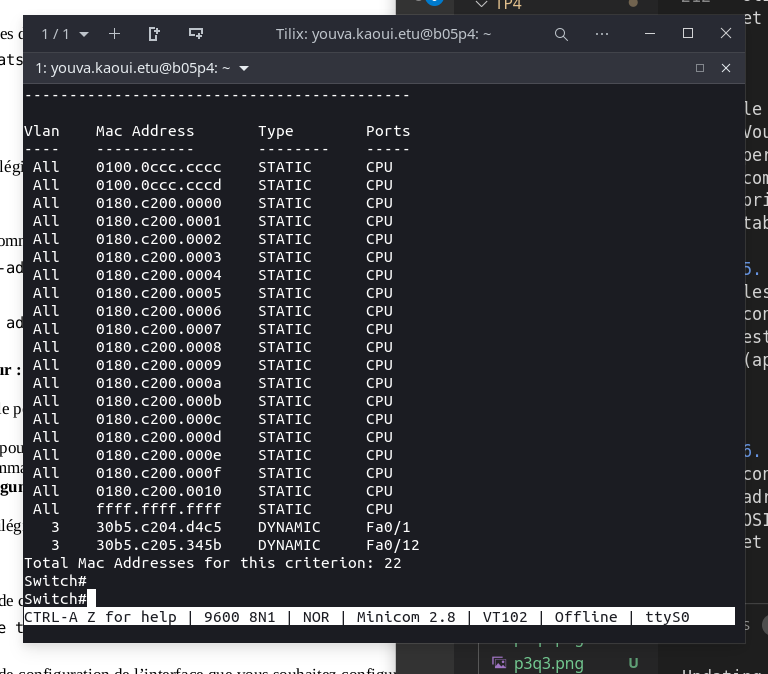 TP4
1 / 1
Tilix: youva.kaoui.etu@b05p4: ~
1: youva.kaoui.etu@b05p4: ~
-------------------------------------------
Vlan    Mac Address       Type        Ports
----    -----------       --------    -----
 All    0100.0ccc.cccc    STATIC      CPU
 All    0100.0ccc.cccd    STATIC      CPU
 All    0180.c200.0000    STATIC      CPU
 All    0180.c200.0001    STATIC      CPU
 All    0180.c200.0002    STATIC      CPU
 All    0180.c200.0003    STATIC      CPU
 All    0180.c200.0004    STATIC      CPU
 All    0180.c200.0005    STATIC      CPU
 All    0180.c200.0006    STATIC      CPU
 All    0180.c200.0007    STATIC      CPU
 All    0180.c200.0008    STATIC      CPU
 All    0180.c200.0009    STATIC      CPU
 All    0180.c200.000a    STATIC      CPU
 All    0180.c200.000b    STATIC      CPU
 All    0180.c200.000c    STATIC      CPU
 All    0180.c200.000d    STATIC      CPU
 All    0180.c200.000e    STATIC      CPU
 All    0180.c200.000f    STATIC      CPU
 All    0180.c200.0010    STATIC      CPU
 All    ffff.ffff.ffff    STATIC      CPU
   3    30b5.c204.d4c5    DYNAMIC     Fa0/1
   3    30b5.c205.345b    DYNAMIC     Fa0/12
Total Mac Addresses for this criterion: 22
Switch#
Switch#
CTRL-A Z for help | 9600 8N1 | NOR | Minicom 2.8 | VT102 | Offline | ttyS0
p3q3.png U
de configuration de l'interface que vous souhaitez configu